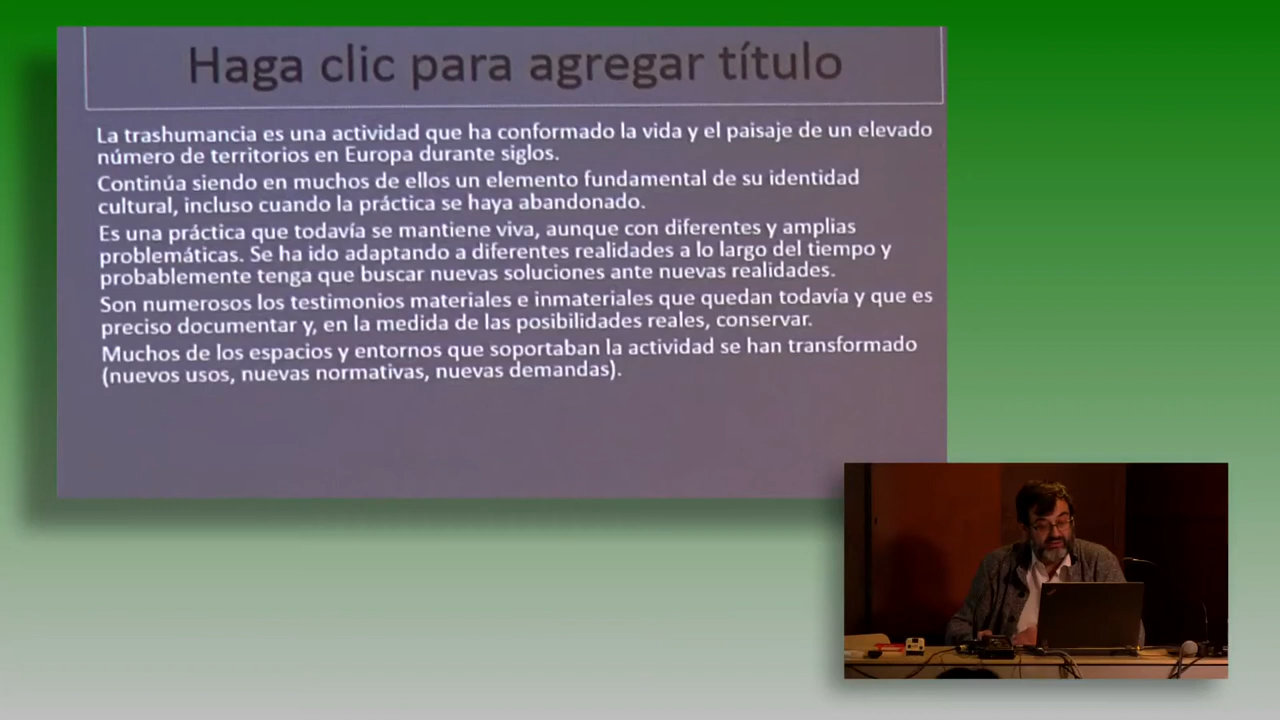 Haga clic para agregar título
La trashumancia es una actividad que ha conformado la vida y el paisaje de un elevado
número de territorios en Europa durante siglos.
Continúa siendo en muchos de ellos un elemento fundamental de su identidad
cultural, incluso cuando la práctica se haya abandonado.
Es una práctica que todavía se mantiene viva, aunque con diferentes y amplias
problemáticas. Se ha ido adaptando a diferentes realidades a lo largo del tiempo y
probablemente tenga que buscar nuevas soluciones ante nuevas realidades.
Son numerosos los testimonios materiales e inmateriales que quedan todavía y que es
preciso documentar y, en la medida de las posibilidades reales, conservar.
Muchos de los espacios y entornos que soportaban la actividad se han transformado
(nuevos usos, nuevas normativas, nuevas demandas).